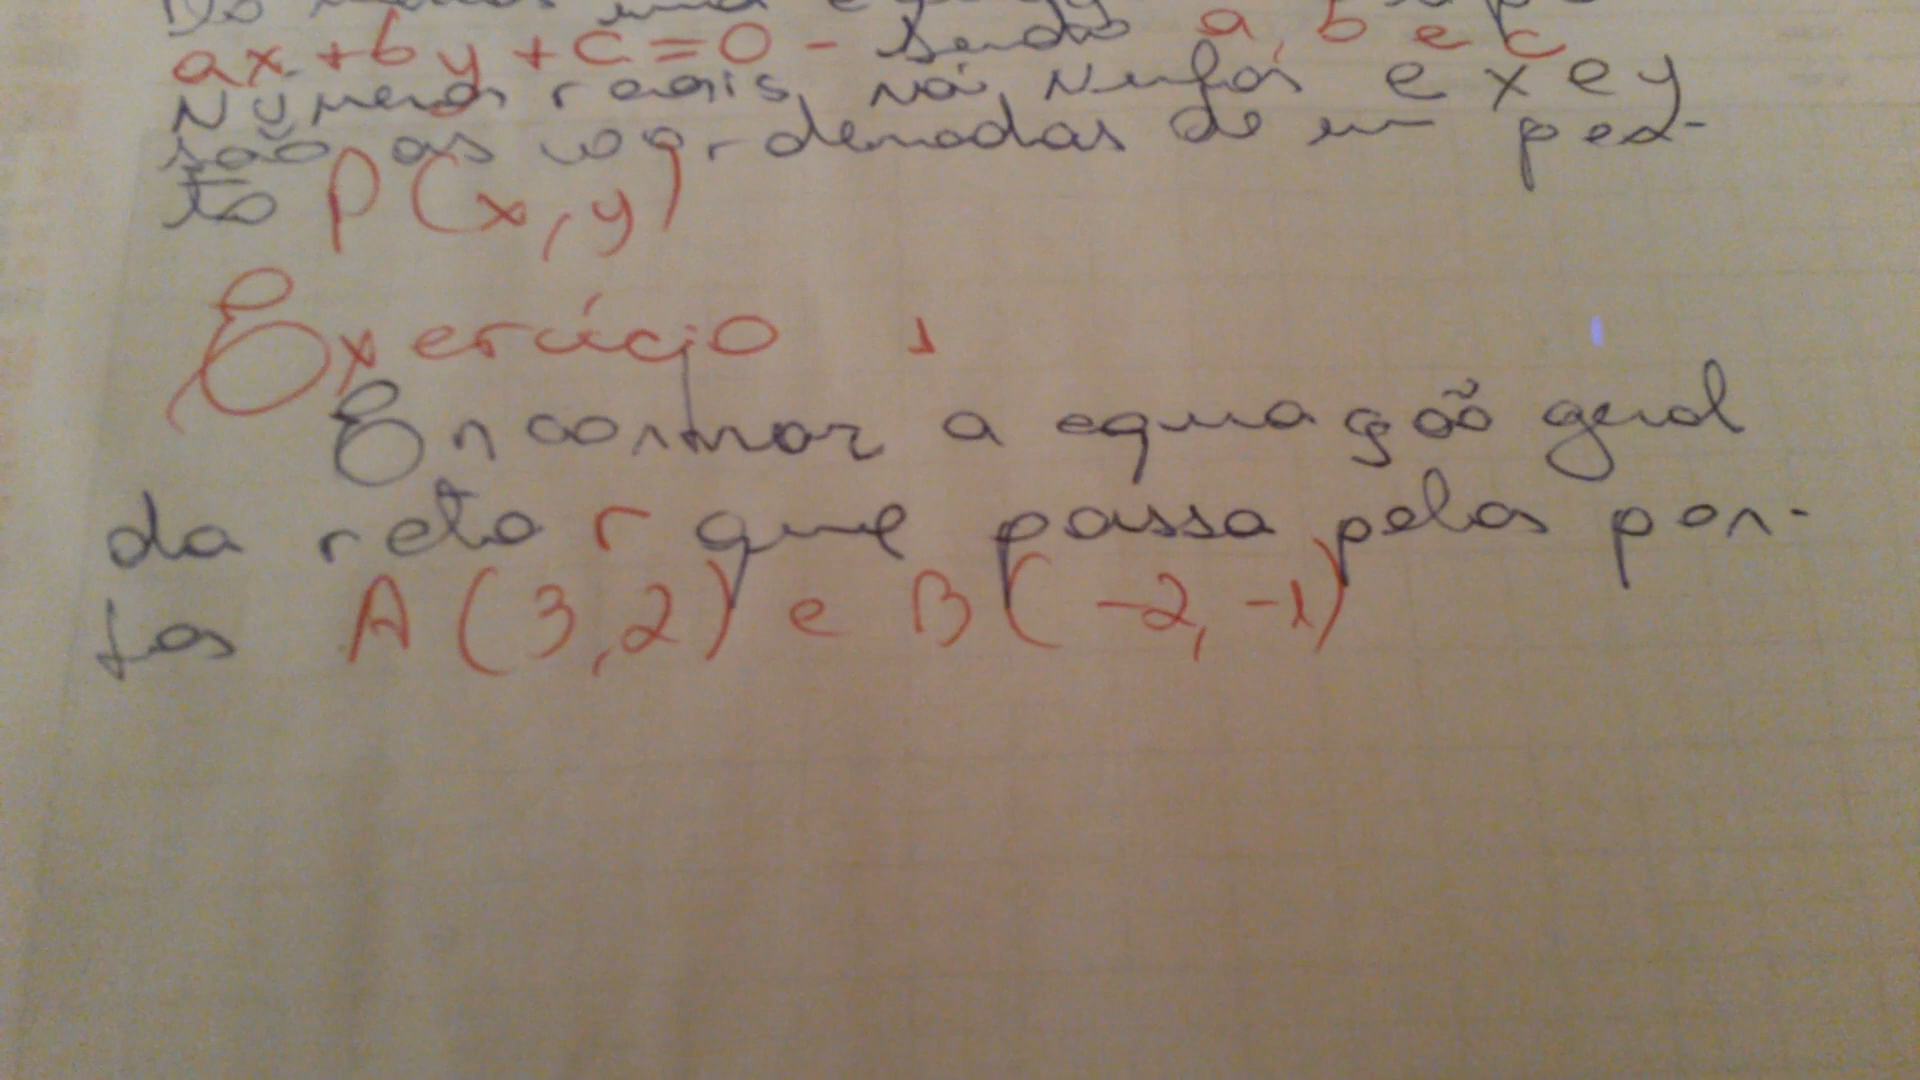 ax + by + c = 0 - Sendo a, b e c
Números reais, não nulos e x e y
são as coordenadas de um pon-
to P(x,y)
Exercício 1
Encontrar a equação geral
da reta r que passa pelos pon-
tos A(3,2) e B(-2,-1)